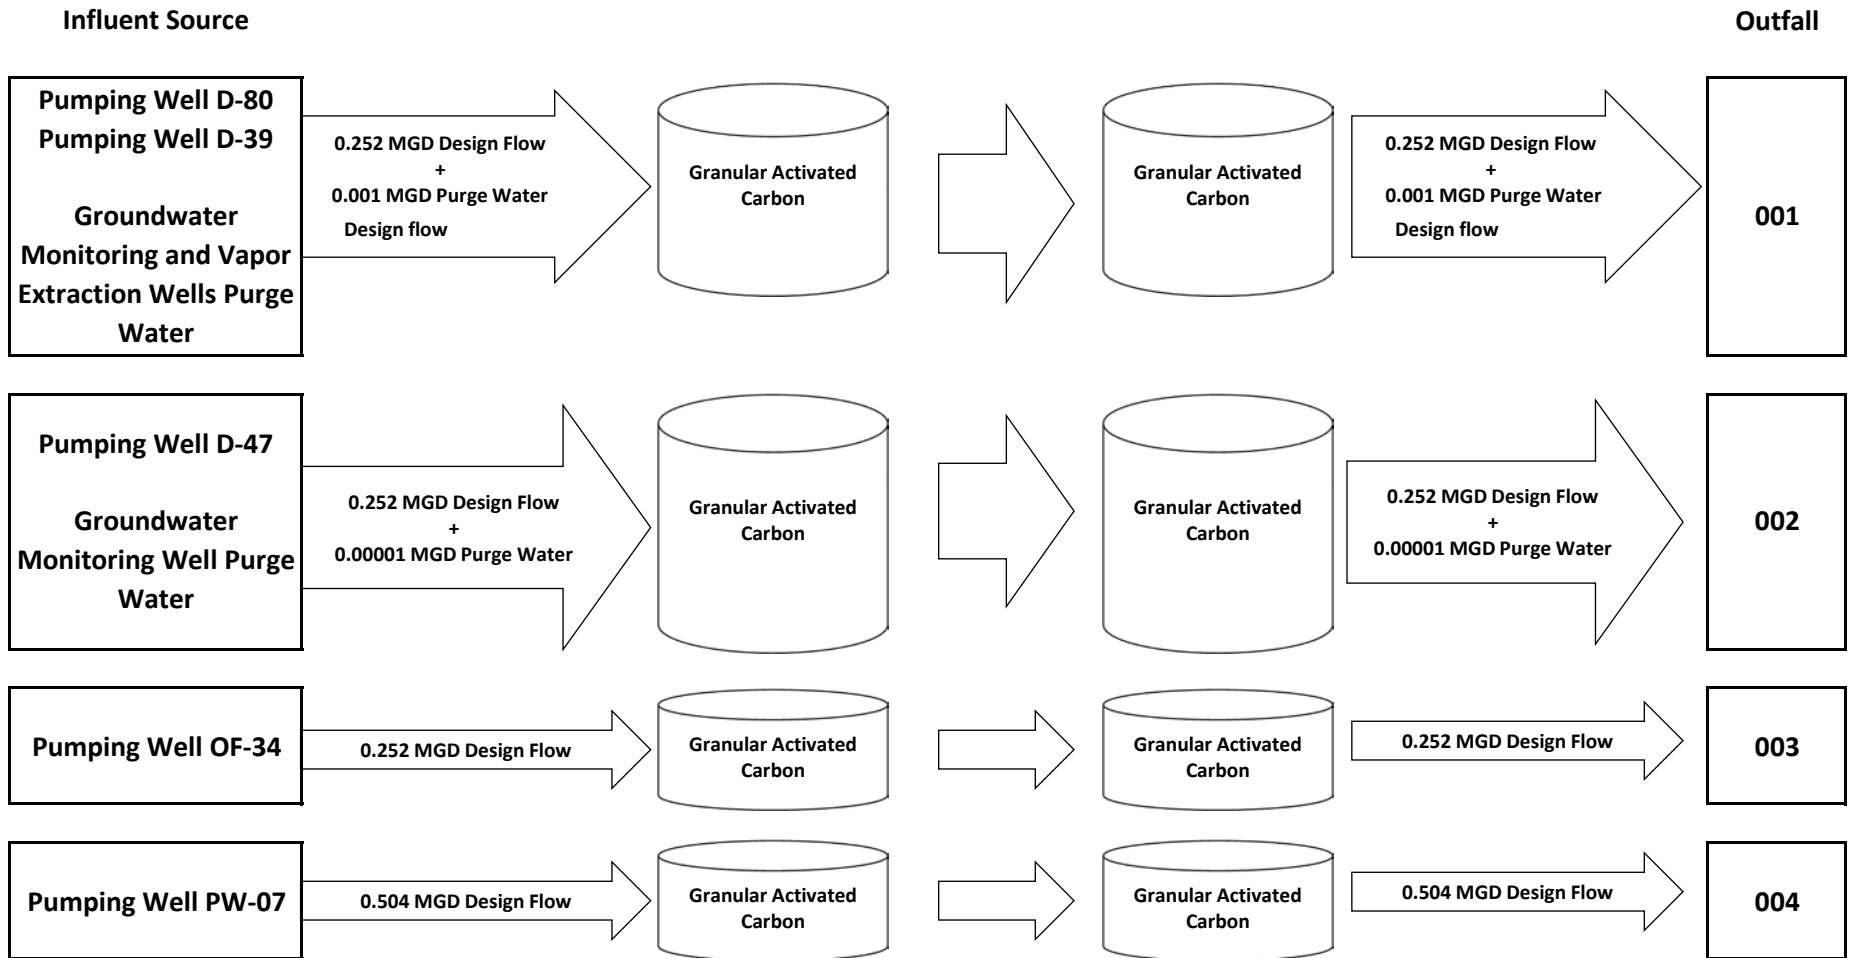 Influent Source
Outfall
Pumping Well D-80
Pumping Well D-39
Groundwater
Monitoring and Vapor
Extraction Wells Purge
Water
0.252 MGD Design Flow
+
0.001 MGD Purge Water
Design flow
Granular Activated
Carbon
Granular Activated
Carbon
0.252 MGD Design Flow
+
0.001 MGD Purge Water
Design flow
001
Pumping Well D-47
Groundwater
Monitoring Well Purge
Water
0.252 MGD Design Flow
+
0.00001 MGD Purge Water
Granular Activated
Carbon
Granular Activated
Carbon
0.252 MGD Design Flow
+
0.00001 MGD Purge Water
002
Pumping Well OF-34
0.252 MGD Design Flow
Granular Activated
Carbon
Granular Activated
Carbon
0.252 MGD Design Flow
003
Pumping Well PW-07
0.504 MGD Design Flow
Granular Activated
Carbon
Granular Activated
Carbon
0.504 MGD Design Flow
004